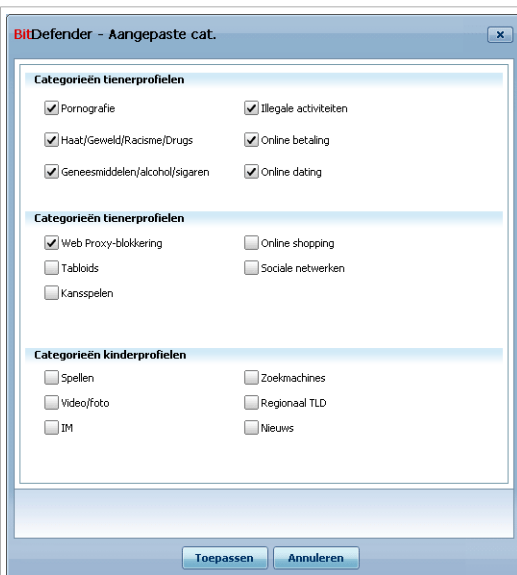 BitDefender - Aangepaste cat.
Categorieën tienerprofielen
Pornografie
Illegale activiteiten
Haat/Geweld/Racisme/Drugs
Online betaling
Geneesmiddelen/alcohol/sigaren
Online dating
Categorieën tienerprofielen
Web Proxy-blokkering
Online shopping
Tabloids
Sociale netwerken
Kansspelen
Categorieën kinderprofielen
Spellen
Zoekmachines
Video/foto
Regionaal TLD
IM
Nieuws
Toepassen
Annuleren